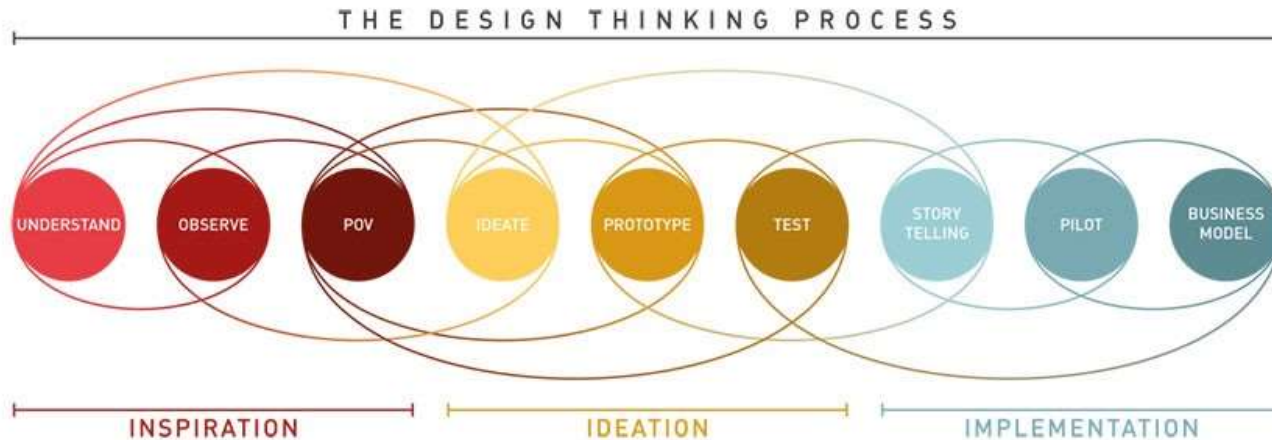 THE DESIGN THINKING PROCESS
UNDERSTAND
OBSERVE
POV
IDEATE
PROTOTYPE
TEST
STORY
TELLING
PILOT
BUSINESS
MODEL
INSPIRATION
IDEATION
IMPLEMENTATION